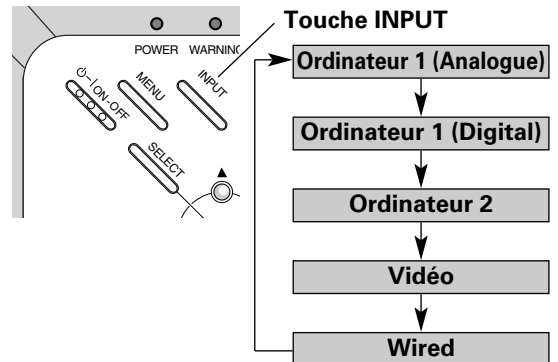 Touche INPUT
POWER WARNING
INPUT
MENU
ON-OFF
SELECT
Ordinateur 1 (Analogue)
Ordinateur 1 (Digital)
Ordinateur 2
Vidéo
Wired